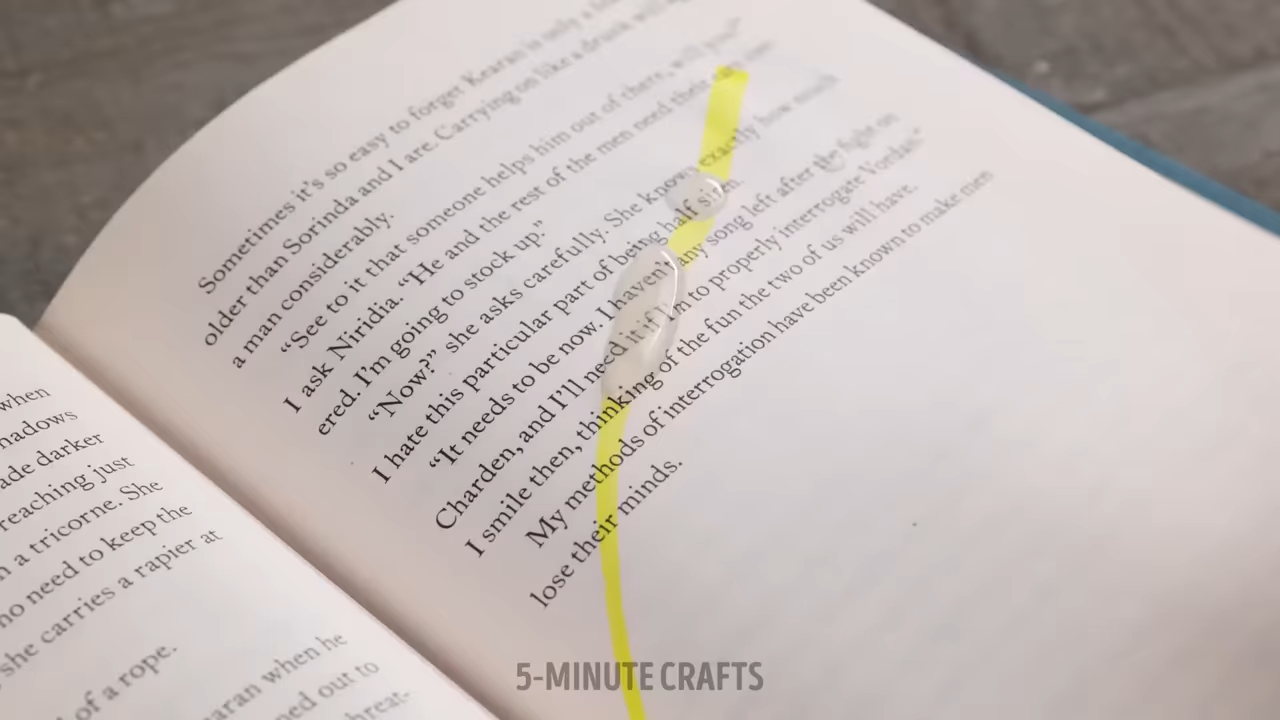 when
hadows
ade darker
reaching just
n a tricorne. She
no need to keep the
she carries a rapier at
of a rope.
aran when he
ned out to
hreat-
Sometimes it's so easy to forget Kearan is only a
older than Sorinda and I are. Carrying on like a drunk will
a man considerably.
"See to it that someone helps him out of there, will you?"
I ask Niridia. "He and the rest of the men need their
ered. I'm going to stock up."
"Now?" she asks carefully. She knows exactly how much
I hate this particular part of being half siren.
"It needs to be now. I haven't any song left after the fight on
Charden, and I'll need it if I'm to properly interrogate Vordan."
I smile then, thinking of the fun the two of us will have.
My methods of interrogation have been known to make men
lose their minds.
5-MINUTE CRAFTS